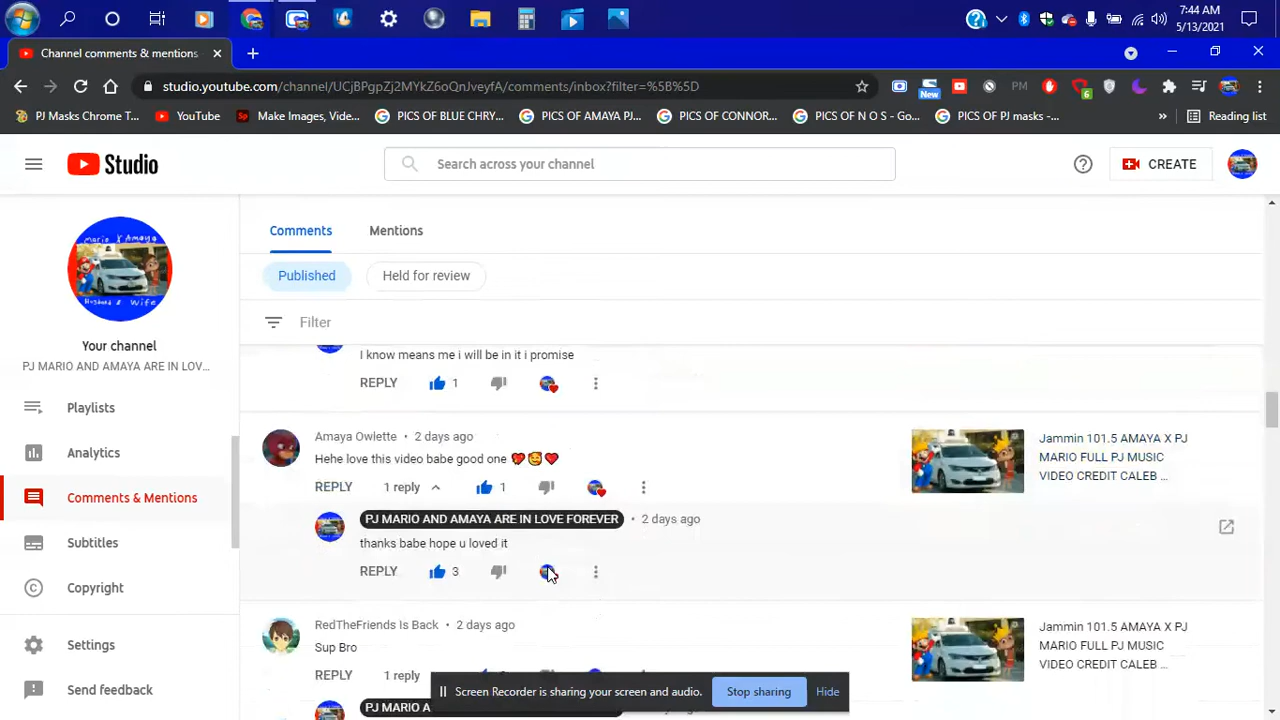 7:44 AM
5/13/2021
Channel comments & mentions
studio.youtube.com/channel/UCjBPgpZj2MYkZ6oQnJveyfA/comments/inbox?filter=%5B%5D
New
PM
6
PJ Masks Chrome T...
YouTube
Sp Make Images, Vide...
PICS OF BLUE CHRY...
PICS OF AMAYA PJ...
PICS OF CONNOR...
PICS OF N O S - Go...
PICS OF PJ masks -...
»
Reading list
Studio
Search across your channel
CREATE
Mario X Amaya
Husband & Wife
Your channel
PJ MARIO AND AMAYA ARE IN LOV...
Playlists
Analytics
Comments & Mentions
Subtitles
Copyright
Settings
Send feedback
Comments
Mentions
Published
Held for review
Filter
I know means me i will be in it i promise
REPLY 1
Amaya Owlette • 2 days ago
Hehe love this video babe good one 💖🥰❤️
REPLY 1 reply 1
PJ MARIO AND AMAYA ARE IN LOVE FOREVER • 2 days ago
thanks babe hope u loved it
REPLY 3
Jammin 101.5 AMAYA X PJ
MARIO FULL PJ MUSIC
VIDEO CREDIT CALEB ...
RedTheFriends Is Back • 2 days ago
Sup Bro
REPLY 1 reply
PJ MARIO A
Jammin 101.5 AMAYA X PJ
MARIO FULL PJ MUSIC
VIDEO CREDIT CALEB ...
Screen Recorder is sharing your screen and audio.
Stop sharing
Hide